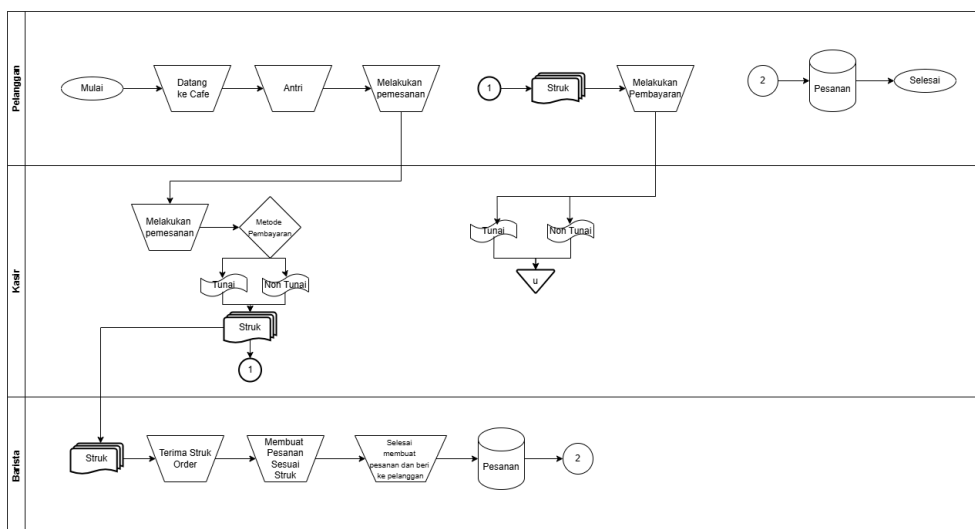 Pelanggan
Mulai
Datang
ke Cafe
Antri
Melakukan
pemesanan
1
Struk
Melakukan
Pembayaran
2
Pesanan
Selesai
Kasir
Melakukan
pemesanan
Metode
Pembayaran
Tunai
Non Tunai
Struk
1
Tunai
Non Tunai
u
Barista
Struk
Terima Struk
Order
Membuat
Pesanan
Sesuai
Struk
Selesai
membuat
pesanan dan beri
ke pelanggan
Pesanan
2